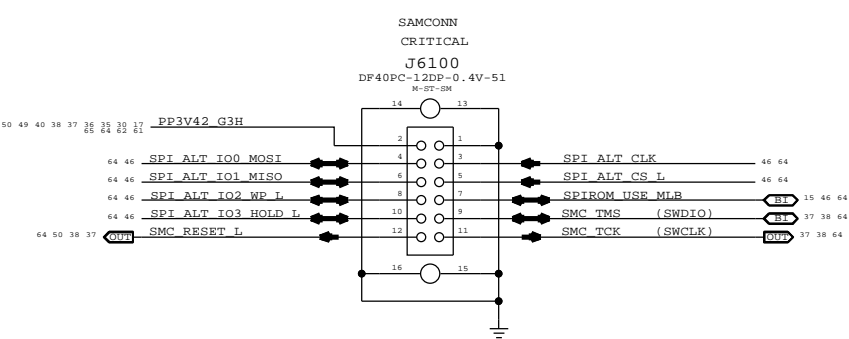 SAMCONN
CRITICAL
J6100
DF40PC-12DP-0.4V-51
M-ST-SM
14 13
50 49 40 38 37 36 35 30 17 PP3V42_G3H
65 64 62 61
2 1
64 46 SPI_ALT_IO0_MOSI 4 3 SPI_ALT_CLK 46 64
64 46 SPI_ALT_IO1_MISO 6 5 SPI_ALT_CS_L 46 64
64 46 SPI_ALT_IO2_WP_L 8 7 SPIROM_USE_MLB BI 15 46 64
64 46 SPI_ALT_IO3_HOLD_L 10 9 SMC_TMS (SWDIO) BI 37 38 64
64 50 38 37 OUT SMC_RESET_L 12 11 SMC_TCK (SWCLK) OUT 37 38 64
16 15